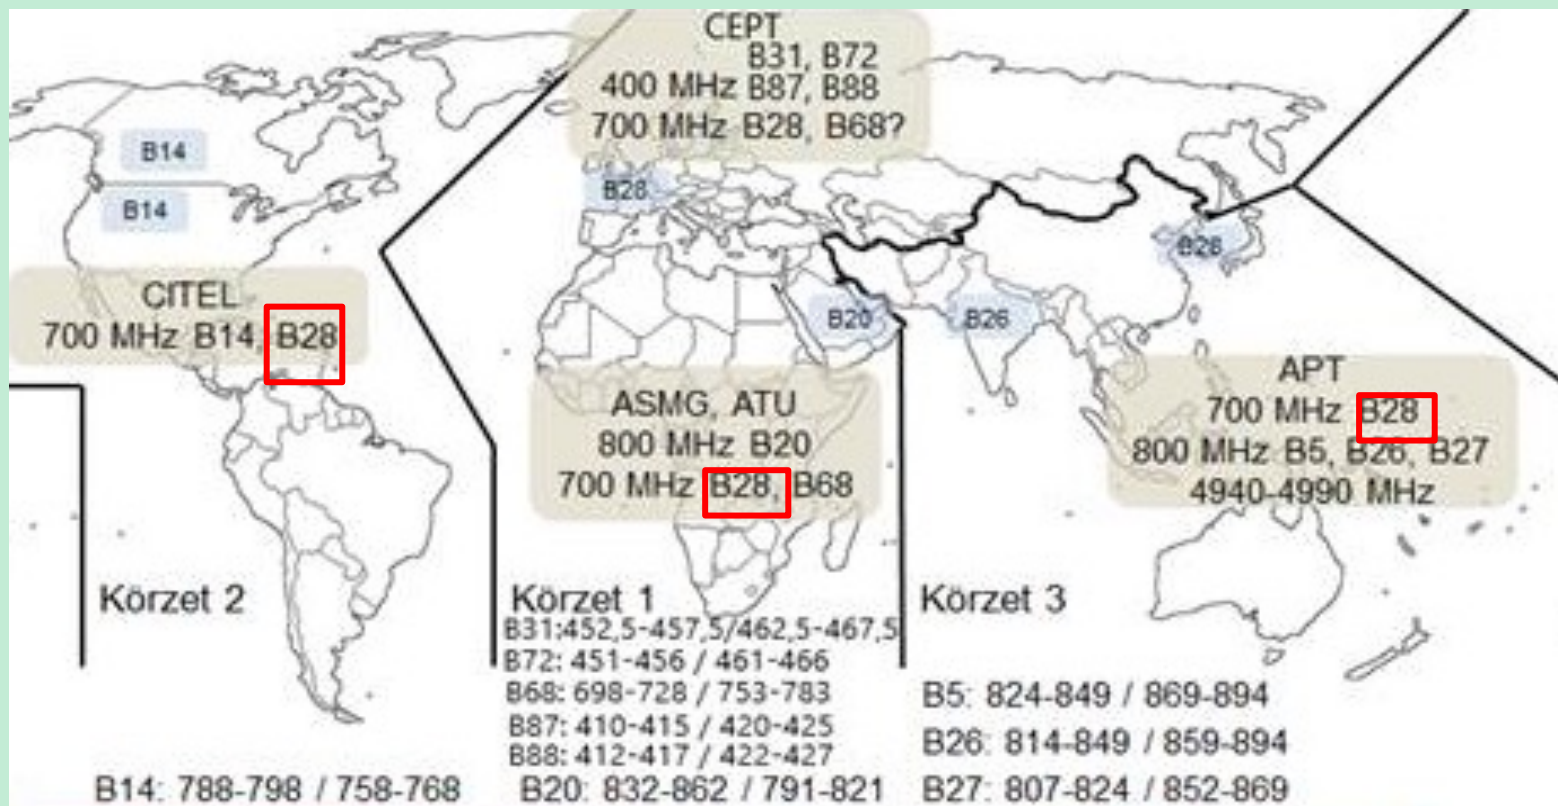 CEPT
B31, B72
400 MHz B87, B88
700 MHz B28, B68?
B14
B14
B28
B28
CITEL
700 MHz B14, B28
B20
B26
ASMG, ATU
800 MHz B20
700 MHz B28, B68
APT
700 MHz B28
800 MHz B5, B26, B27
4940-4990 MHz
Körzet 2
Körzet 1
Körzet 3
B31:452,5-457,5/462,5-467,5
B72: 451-456 / 461-466
B68: 698-728 / 753-783
B87: 410-415 / 420-425
B88: 412-417 / 422-427
B14: 788-798 / 758-768
B20: 832-862 / 791-821
B5: 824-849 / 869-894
B26: 814-849 / 859-894
B27: 807-824 / 852-869